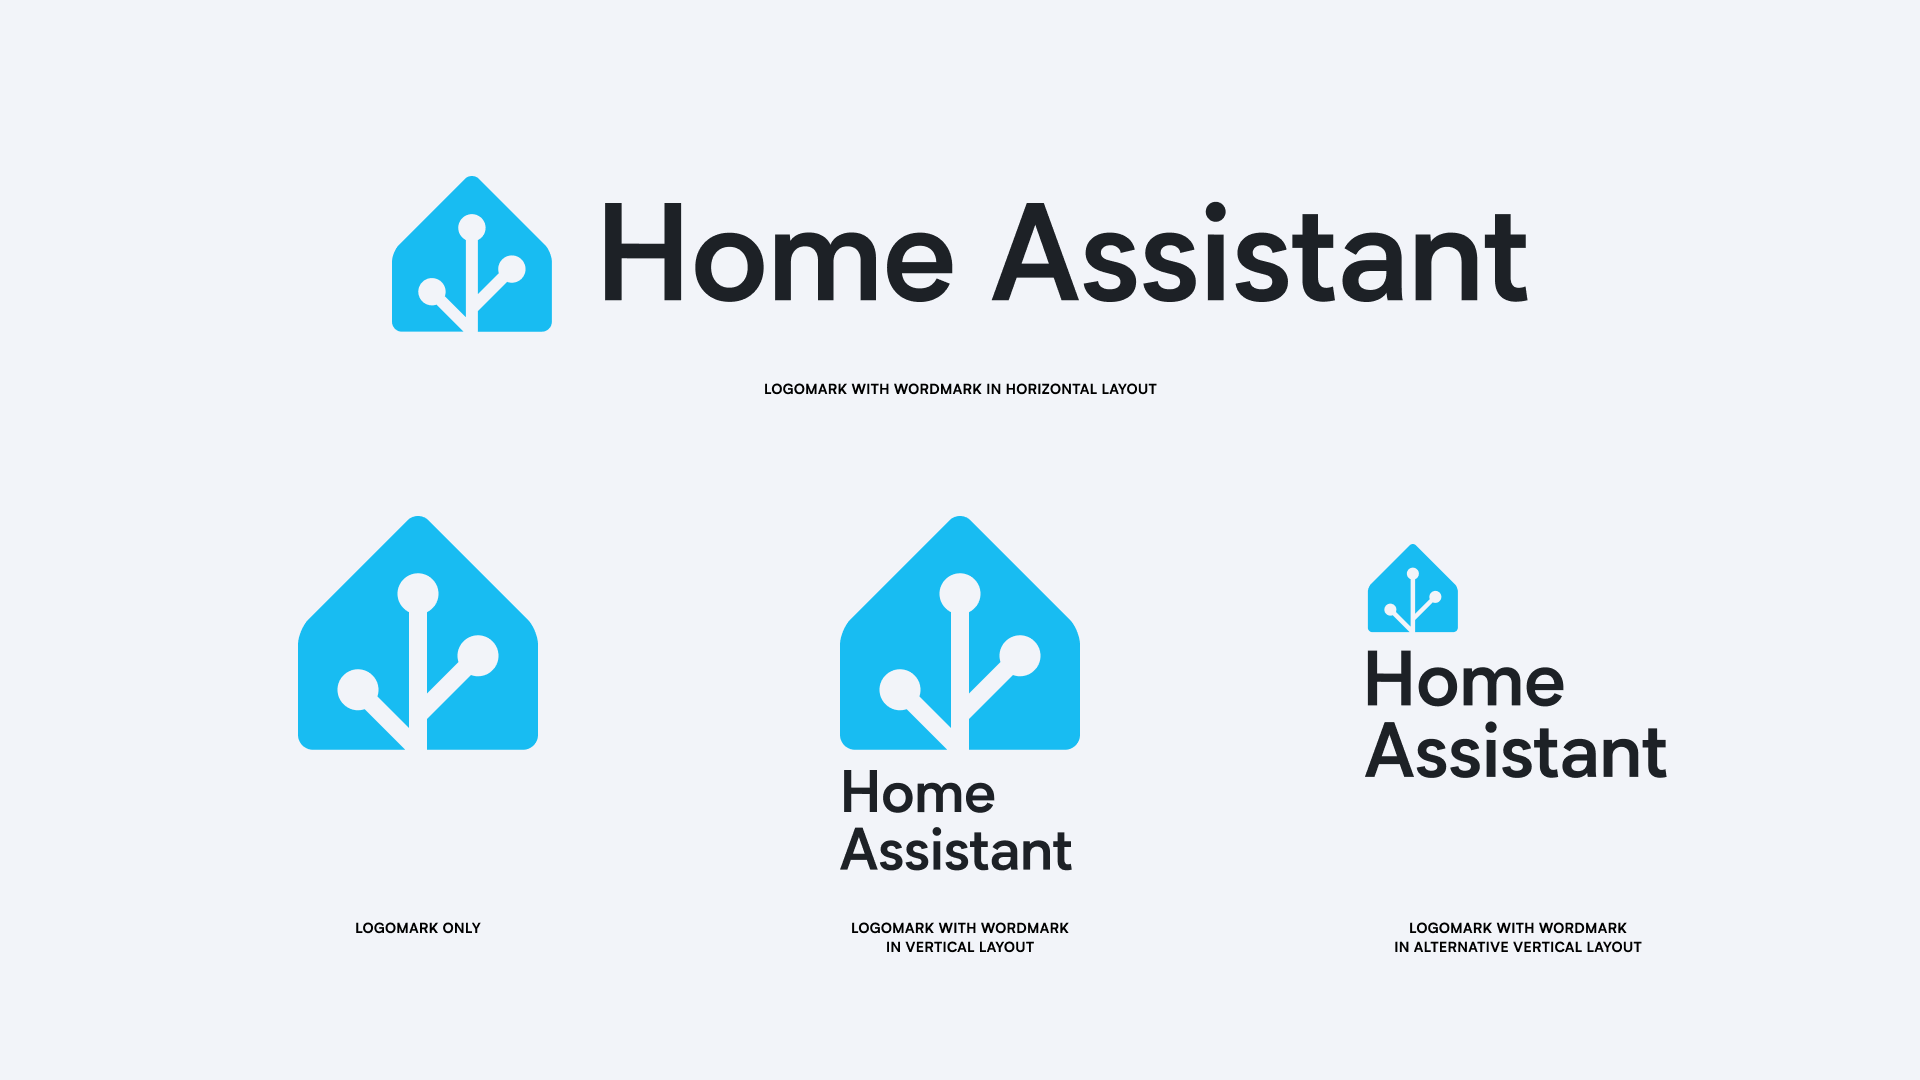 Home Assistant
LOGOMARK WITH WORDMARK IN HORIZONTAL LAYOUT
LOGOMARK ONLY
Home
Assistant
LOGOMARK WITH WORDMARK
IN VERTICAL LAYOUT
Home
Assistant
LOGOMARK WITH WORDMARK
IN ALTERNATIVE VERTICAL LAYOUT